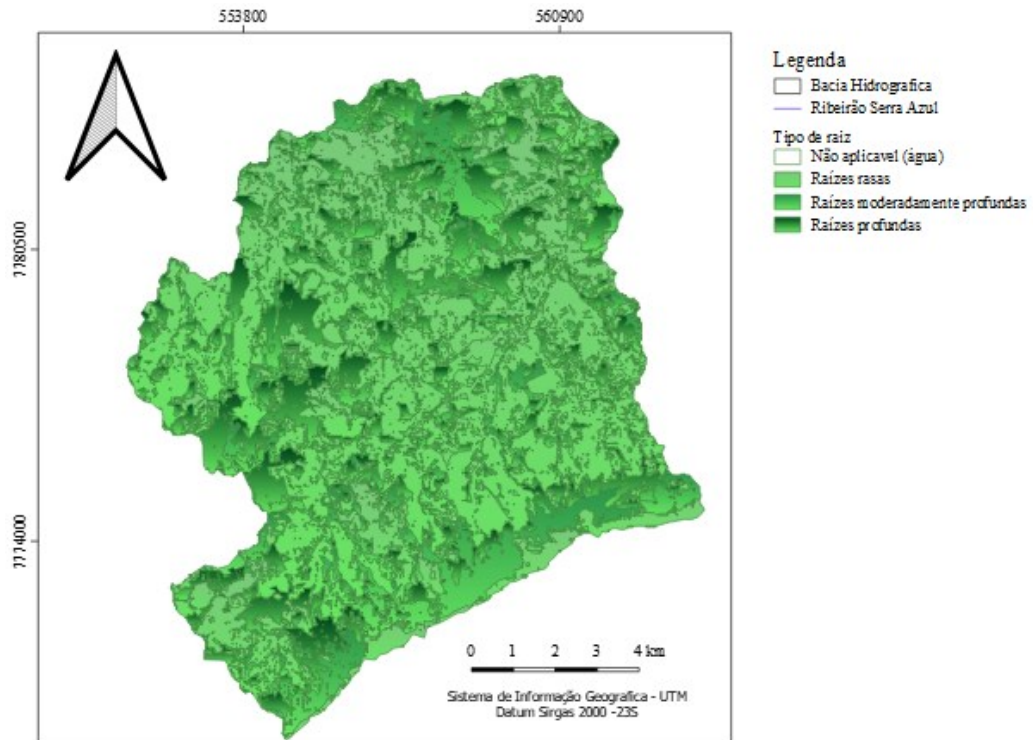 553800 560900
7780500
7774000
Legenda
Bacia Hidrografica
Ribeirão Serra Azul
Tipo de raiz
Não aplicavel (água)
Raízes rasas
Raízes moderadamente profundas
Raízes profundas
0 1 2 3 4 km
Sistema de Informação Geografica - UTM
Datum Sirgas 2000 -23S